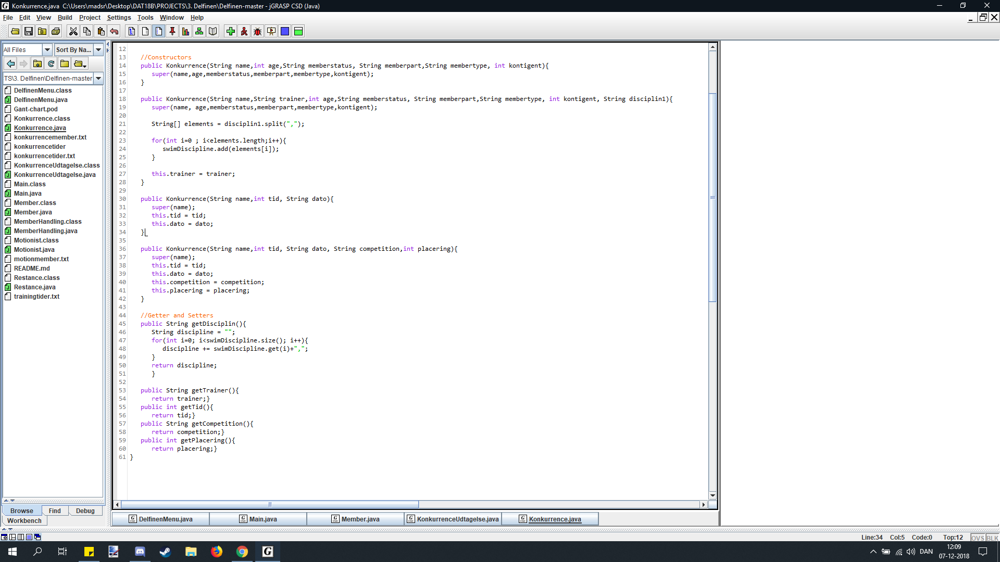 Konkurrence.java  C:\Users\madsr\Desktop\DAT18B\PROJECTS\3. Delfinen\Delfinen-master - jGRASP CSD (Java)
File Edit View Build Project Settings Tools Window Help
All Files Sort By Na...
TS\3. Delfinen\Delfinen-master
DelfinenMenu.class
DelfinenMenu.java
Gant-chart.pod
Konkurrence.class
Konkurrence.java
konkurrencemember.txt
konkurrencetider
konkurrencetider.txt
KonkurrenceUdtagelse.class
KonkurrenceUdtagelse.java
Main.class
Main.java
Member.class
Member.java
MemberHandling.class
MemberHandling.java
Motionist.class
Motionist.java
motionmember.txt
README.md
Restance.class
Restance.java
trainingtider.txt
Browse Find Debug
Workbench
12
13 //Constructors
14 public Konkurrence(String name,int age,String memberstatus, String memberpart,String membertype, int kontigent){
15 super(name,age,memberstatus,memberpart,membertype,kontigent);
16 }
17
18 public Konkurrence(String name,String trainer,int age,String memberstatus, String memberpart,String membertype, int kontigent, String disciplin1){
19 super(name, age,memberstatus,memberpart,membertype,kontigent);
20
21 String[] elements = disciplin1.split(",");
22
23 for(int i=0 ; i<elements.length;i++){
24 swimDiscipline.add(elements[i]);
25 }
26
27 this.trainer = trainer;
28 }
29
30 public Konkurrence(String name,int tid, String dato){
31 super(name);
32 this.tid = tid;
33 this.dato = dato;
34 }
35
36 public Konkurrence(String name,int tid, String dato, String competition,int placering){
37 super(name);
38 this.tid = tid;
39 this.dato = dato;
40 this.competition = competition;
41 this.placering = placering;
42 }
43
44 //Getter and Setters
45 public String getDisciplin(){
46 String discipline = "";
47 for(int i=0; i<swimDiscipline.size(); i++){
48 discipline += swimDiscipline.get(i)+",";
49 }
50 return discipline;
51 }
52
53 public String getTrainer(){
54 return trainer;}
55 public int getTid(){
56 return tid;}
57 public String getCompetition(){
58 return competition;}
59 public int getPlacering(){
60 return placering;}
61 }
DelfinenMenu.java Main.java Member.java KonkurrenceUdtagelse.java Konkurrence.java
Line:34 Col:5 Code:0 Top:12 OVS BLK
DAN
12:09
07-12-2018